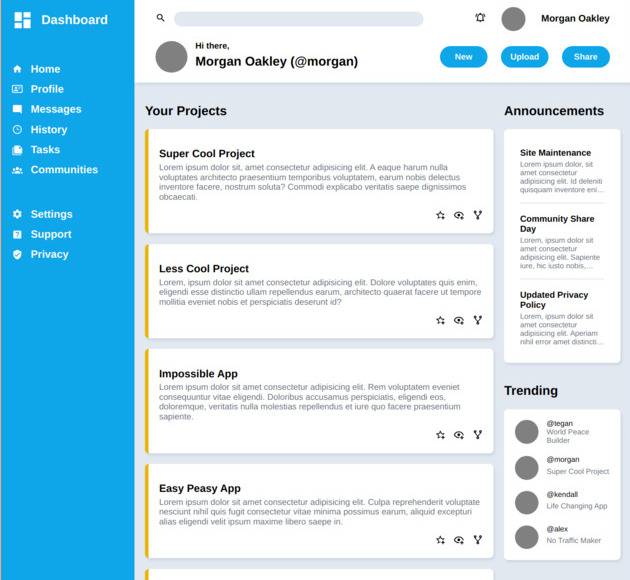 Dashboard
Home
Profile
Messages
History
Tasks
Communities
Settings
Support
Privacy
Morgan Oakley
Hi there,
Morgan Oakley (@morgan)
New
Upload
Share
Your Projects
Super Cool Project
Lorem ipsum dolor sit, amet consectetur adipisicing elit. A eaque harum nulla
voluptates architecto praesentium temporibus voluptatem, earum nobis delectus
inventore facere, nostrum soluta? Commodi explicabo veritatis saepe dignissimos
obcaecati.
Less Cool Project
Lorem, ipsum dolor sit amet consectetur adipisicing elit. Dolore voluptates quis enim,
eligendi esse distinctio ullam repellendus earum, architecto quaerat facere ut tempore
mollitia eveniet nobis et perspiciatis deserunt id?
Impossible App
Lorem ipsum dolor sit amet consectetur adipisicing elit. Rem voluptatem eveniet
consequuntur vitae eligendi. Doloribus accusamus perspiciatis, eligendi eos,
doloremque, veritatis nulla molestias repellendus et iure quo facere praesentium
sapiente.
Easy Peasy App
Lorem ipsum dolor sit amet consectetur adipisicing elit. Culpa reprehenderit voluptate
nesciunt nihil quis fugit consectetur vitae minima possimus earum, aliquid excepturi
alias eligendi velit ipsum maxime libero saepe in.
Announcements
Site Maintenance
Lorem ipsum dolor, sit
amet consectetur
adipisicing elit. Id deleniti
quisquam inventore eni...
Community Share
Day
Lorem, ipsum dolor sit
amet consectetur
adipisicing elit. Sapiente
iure, hic iusto nobis,...
Updated Privacy
Policy
Lorem, ipsum dolor sit
amet consectetur
adipisicing elit. Aperiam
nihil error amet distincti...
Trending
@tegan
World Peace
Builder
@morgan
Super Cool Project
@kendall
Life Changing App
@alex
No Traffic Maker